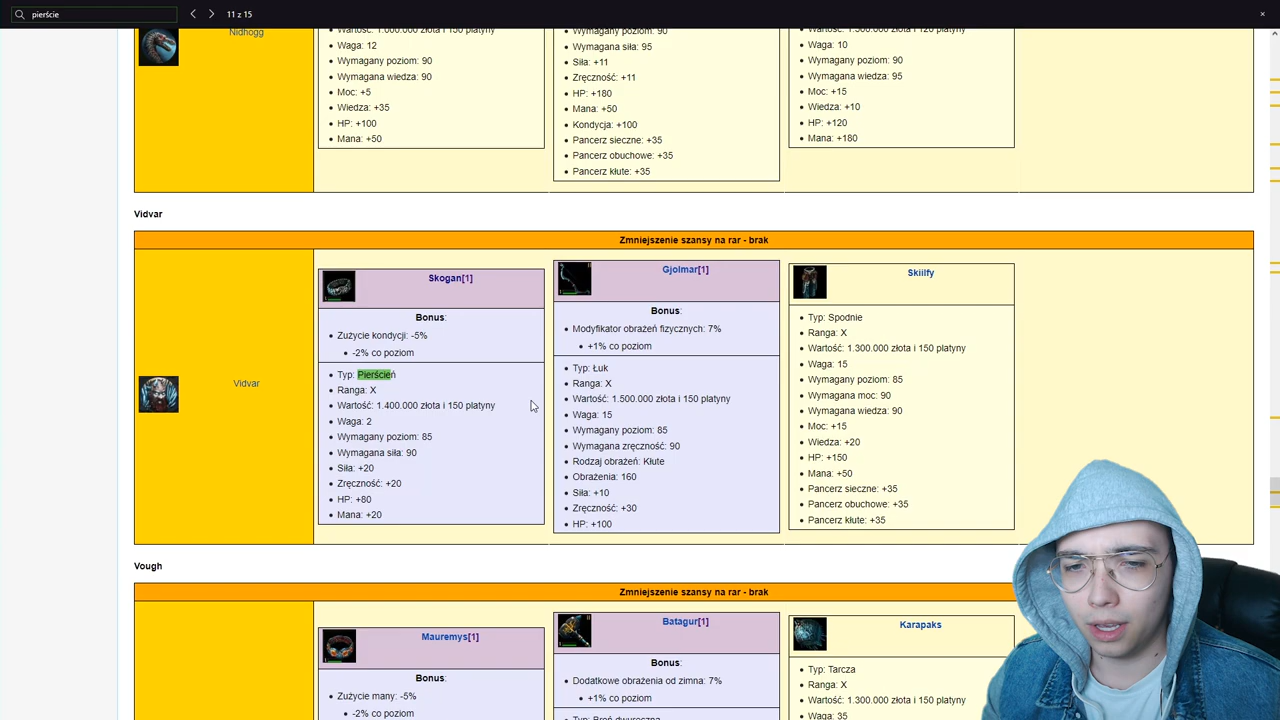 pierście
11 z 15
Nidhogg
Wartość: 1.000.000 złota i 150 platyny
Waga: 12
Wymagany poziom: 90
Wymagana wiedza: 90
Moc: +5
Wiedza: +35
HP: +100
Mana: +50
Wymagany poziom: 90
Wymagana siła: 95
Siła: +11
Zręczność: +11
HP: +180
Mana: +50
Kondycja: +100
Pancerz sieczne: +35
Pancerz obuchowe: +35
Pancerz kłute: +35
Waga: 10
Wymagany poziom: 90
Wymagana wiedza: 95
Moc: +15
Wiedza: +10
HP: +120
Mana: +180
Vidvar
Zmniejszenie szansy na rar - brak
Vidvar
Skogan[1]
Bonus:
Zużycie kondycji: -5%
-2% co poziom
Typ: Pierścień
Ranga: X
Wartość: 1.400.000 złota i 150 platyny
Waga: 2
Wymagany poziom: 85
Wymagana siła: 90
Siła: +20
Zręczność: +20
HP: +80
Mana: +20
Gjolmar[1]
Bonus:
Modyfikator obrażeń fizycznych: 7%
+1% co poziom
Typ: Łuk
Ranga: X
Wartość: 1.500.000 złota i 150 platyny
Waga: 15
Wymagany poziom: 85
Wymagana zręczność: 90
Rodzaj obrażeń: Kłute
Obrażenia: 160
Siła: +10
Zręczność: +30
HP: +100
Skiilfy
Typ: Spodnie
Ranga: X
Wartość: 1.300.000 złota i 150 platyny
Waga: 15
Wymagany poziom: 85
Wymagana moc: 90
Wymagana wiedza: 90
Moc: +15
Wiedza: +20
HP: +150
Mana: +50
Pancerz sieczne: +35
Pancerz obuchowe: +35
Pancerz kłute: +35
Vough
Zmniejszenie szansy na rar - brak
Mauremys[1]
Bonus:
Zużycie many: -5%
-2% co poziom
Batagur[1]
Bonus:
Dodatkowe obrażenia od zimna: 7%
+1% co poziom
Typ: Broń dwuręczna
Karapaks
Typ: Tarcza
Ranga: X
Wartość: 1.300.000 złota i 150 platyny
Waga: 35